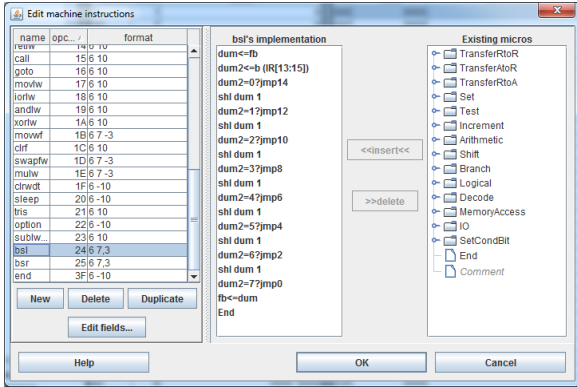 Edit machine instructions
name opc... format
retlw 14 6 10
call 15 6 10
goto 16 6 10
movlw 17 6 10
iorlw 18 6 10
andlw 19 6 10
xorlw 1A 6 10
movwf 1B 6 7 -3
clrf 1C 6 10
swapfw 1D 6 7 -3
mulw 1E 6 7 -3
clrwdt 1F 6 -10
sleep 20 6 -10
tris 21 6 10
option 22 6 -10
sublw... 23 6 10
bsl 24 6 7,3
bsr 25 6 7,3
end 3F 6 -10
New Delete Duplicate
Edit fields...
bsl's implementation
dum<=fb
dum2<=b (IR[13:15])
dum2=0?jmp14
shl dum 1
dum2=1?jmp12
shl dum 1
dum2=2?jmp10
shl dum 1
dum2=3?jmp8
shl dum 1
dum2=4?jmp6
shl dum 1
dum2=5?jmp4
shl dum 1
dum2=6?jmp2
shl dum 1
dum2=7?jmp0
fb<=dum
End
<<insert<<
>>delete
Existing micros
TransferRtoR
TransferAtoR
TransferRtoA
Set
Test
Increment
Arithmetic
Shift
Branch
Logical
Decode
MemoryAccess
IO
SetCondBit
End
Comment
Help OK Cancel